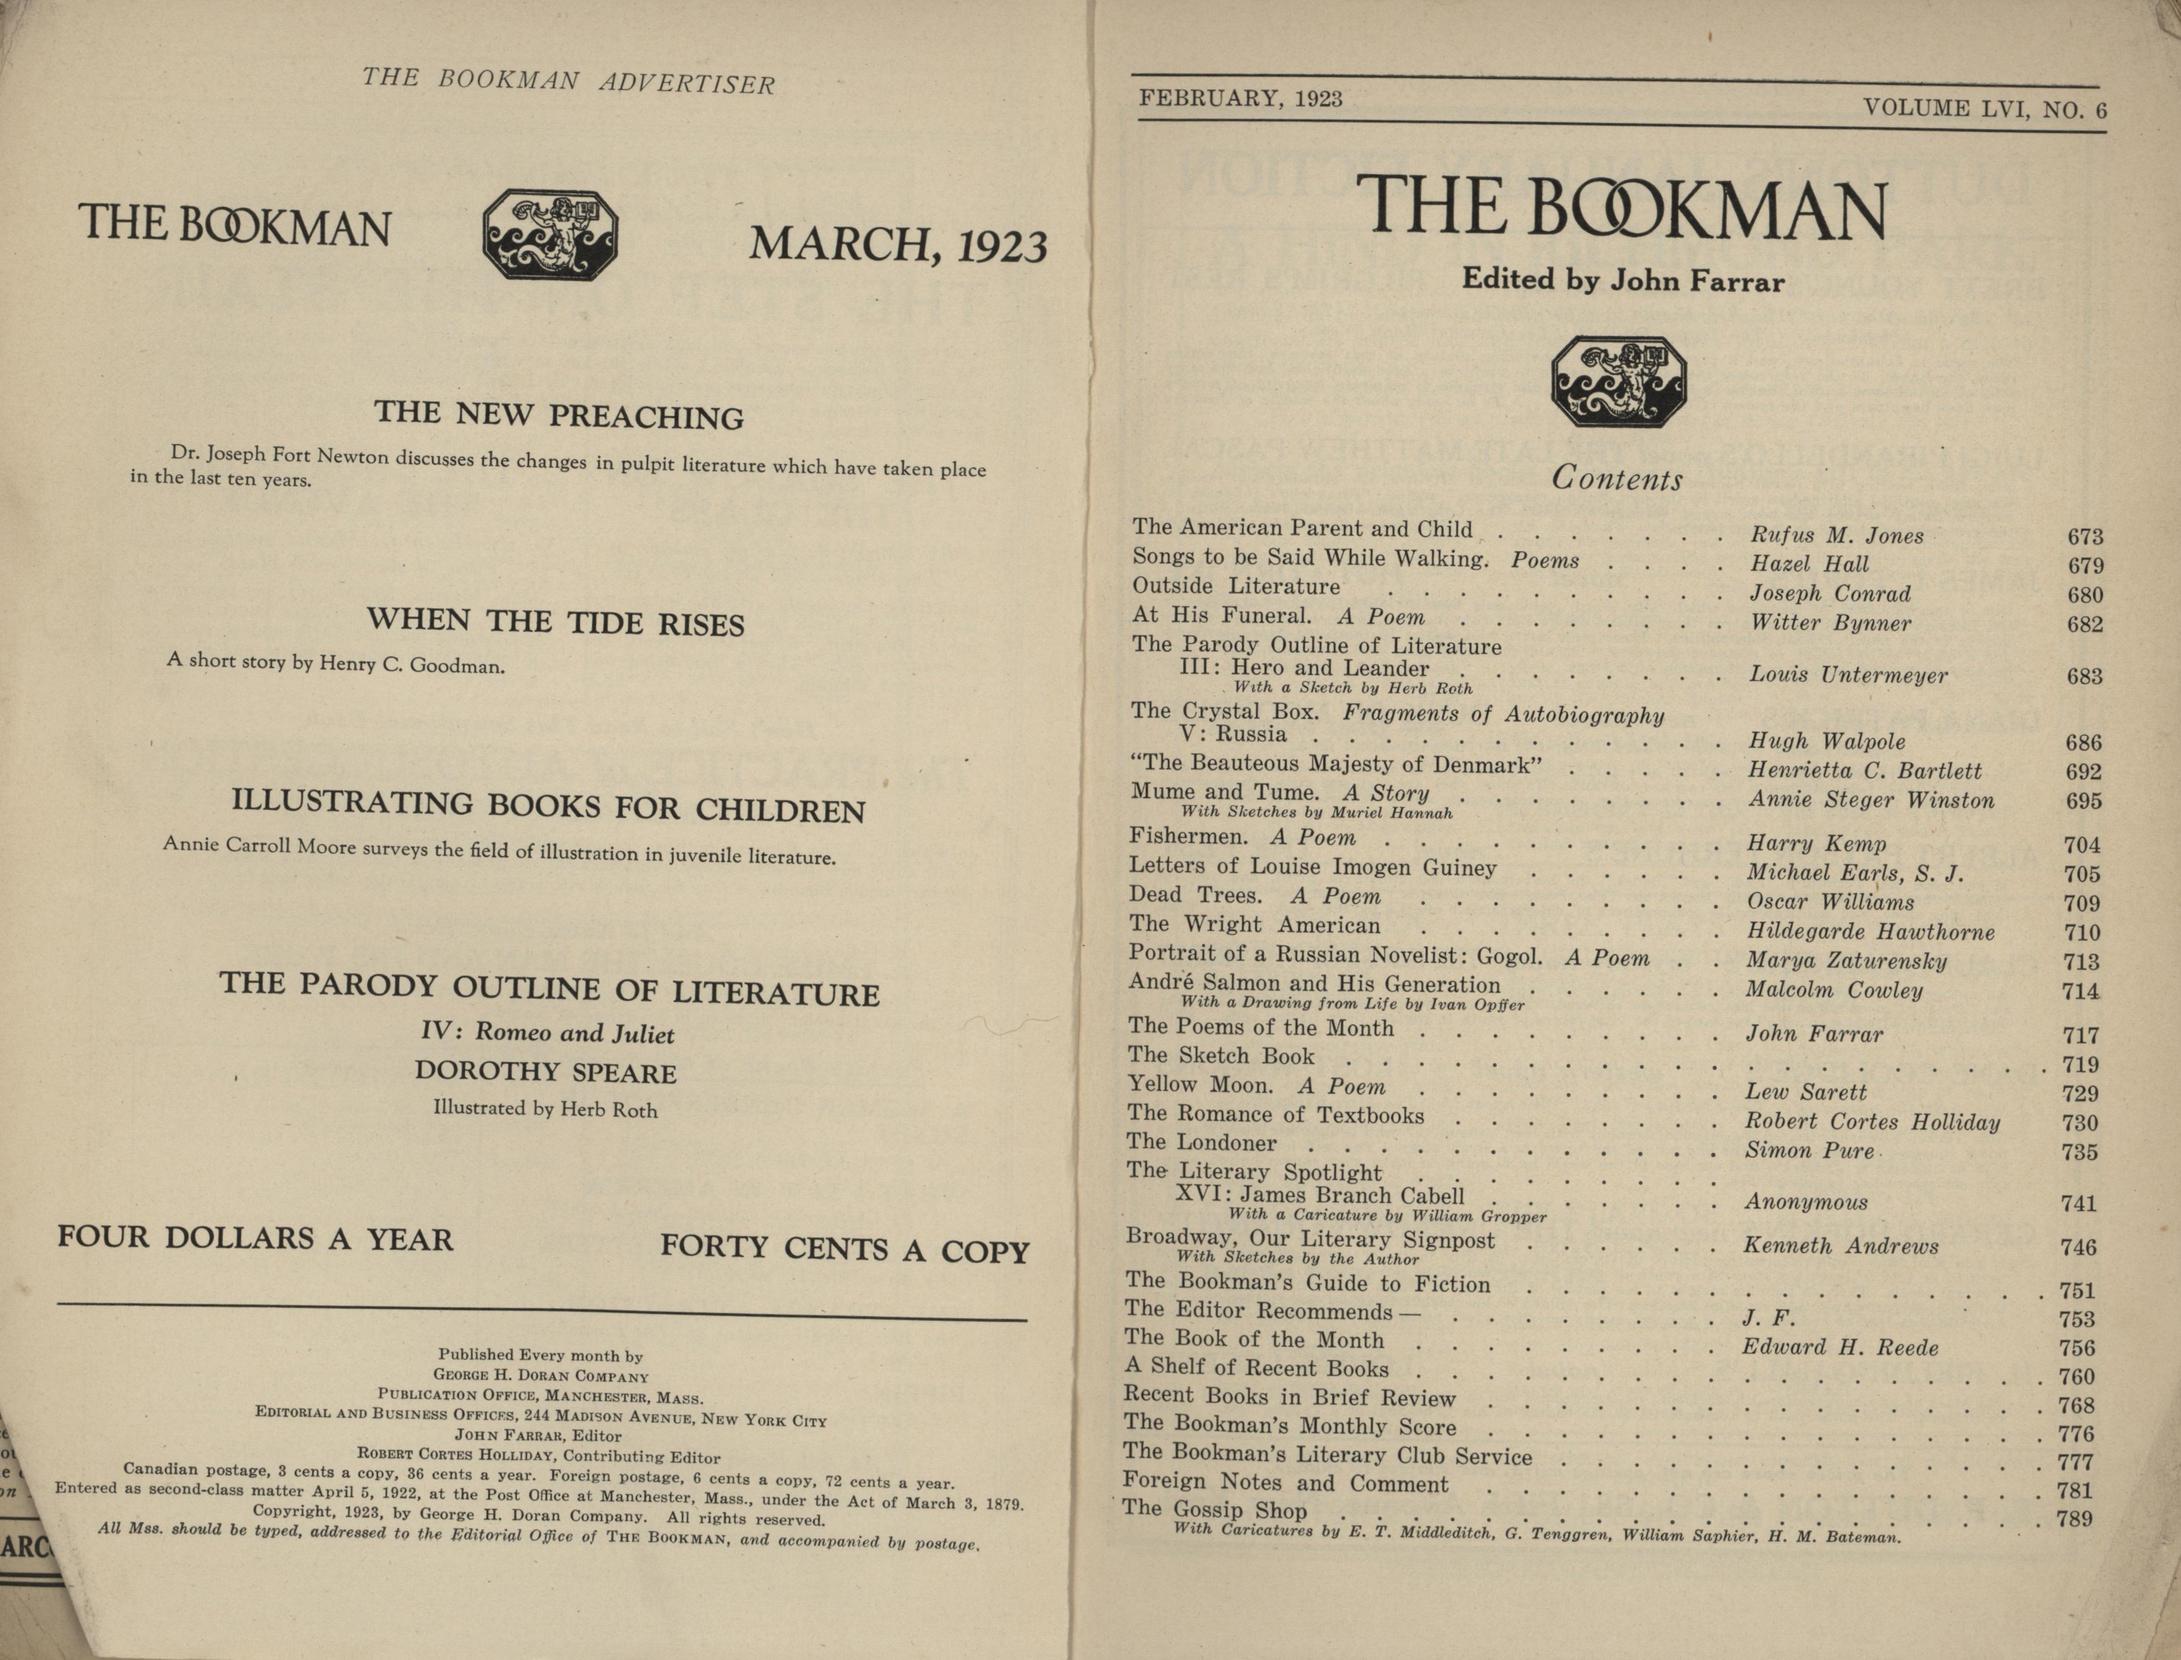 THE BOOKMAN ADVERTISER
THE BOOKMAN
MARCH, 1923
THE NEW PREACHING
Dr. Joseph Fort Newton discusses the changes in pulpit literature which have taken place
in the last ten years.
WHEN THE TIDE RISES
A short story by Henry C. Goodman.
ILLUSTRATING BOOKS FOR CHILDREN
Annie Carroll Moore surveys the field of illustration in juvenile literature.
THE PARODY OUTLINE OF LITERATURE
IV: Romeo and Juliet
DOROTHY SPEARE
Illustrated by Herb Roth
FOUR DOLLARS A YEAR FORTY CENTS A COPY
Published Every month by
GEORGE H. DORAN COMPANY
PUBLICATION OFFICE, MANCHESTER, MASS.
EDITORIAL AND BUSINESS OFFICES, 244 MADISON AVENUE, NEW YORK CITY
JOHN FARRAR, Editor
ROBERT CORTES HOLLIDAY, Contributing Editor
Canadian postage, 3 cents a copy, 36 cents a year. Foreign postage, 6 cents a copy, 72 cents a year.
Entered as second-class matter April 5, 1922, at the Post Office at Manchester, Mass., under the Act of March 3, 1879.
Copyright, 1923, by George H. Doran Company. All rights reserved.
All Mss. should be typed, addressed to the Editorial Office of THE BOOKMAN, and accompanied by postage.
FEBRUARY, 1923 VOLUME LVI, NO. 6
THE BOOKMAN
Edited by John Farrar
Contents
The American Parent and Child . . . . . . . Rufus M. Jones 673
Songs to be Said While Walking. Poems . . . . Hazel Hall 679
Outside Literature . . . . . . . . . . Joseph Conrad 680
At His Funeral. A Poem . . . . . . . . Witter Bynner 682
The Parody Outline of Literature
III: Hero and Leander . . . . . . . . Louis Untermeyer 683
With a Sketch by Herb Roth
The Crystal Box. Fragments of Autobiography
V: Russia . . . . . . . . . . . . Hugh Walpole 686
“The Beauteous Majesty of Denmark” . . . . . Henrietta C. Bartlett 692
Mume and Tume. A Story . . . . . . . . Annie Steger Winston 695
With Sketches by Muriel Hannah
Fishermen. A Poem . . . . . . . . . . Harry Kemp 704
Letters of Louise Imogen Guiney . . . . . . Michael Earls, S. J. 705
Dead Trees. A Poem . . . . . . . . . Oscar Williams 709
The Wright American . . . . . . . . . Hildegarde Hawthorne 710
Portrait of a Russian Novelist: Gogol. A Poem . . Marya Zaturensky 713
André Salmon and His Generation . . . . . . Malcolm Cowley 714
With a Drawing from Life by Ivan Opffer
The Poems of the Month . . . . . . . . . John Farrar 717
The Sketch Book . . . . . . . . . . . . . . . . . . . . 719
Yellow Moon. A Poem . . . . . . . . . Lew Sarett 729
The Romance of Textbooks . . . . . . . . Robert Cortes Holliday 730
The Londoner . . . . . . . . . . . . Simon Pure 735
The Literary Spotlight . . . . . . . . .
XVI: James Branch Cabell . . . . . . . Anonymous 741
With a Caricature by William Gropper
Broadway, Our Literary Signpost . . . . . . Kenneth Andrews 746
With Sketches by the Author
The Bookman’s Guide to Fiction . . . . . . . . . . . . . . . 751
The Editor Recommends — . . . . . . . . J. F. 753
The Book of the Month . . . . . . . . . Edward H. Reede 756
A Shelf of Recent Books . . . . . . . . . . . . . . . . . . 760
Recent Books in Brief Review . . . . . . . . . . . . . . . . 768
The Bookman’s Monthly Score . . . . . . . . . . . . . . . . 776
The Bookman’s Literary Club Service . . . . . . . . . . . . . . 777
Foreign Notes and Comment . . . . . . . . . . . . . . . . 781
The Gossip Shop . . . . . . . . . . . . . . . . . . . . 789
With Caricatures by E. T. Middleditch, G. Tenggren, William Saphier, H. M. Bateman.